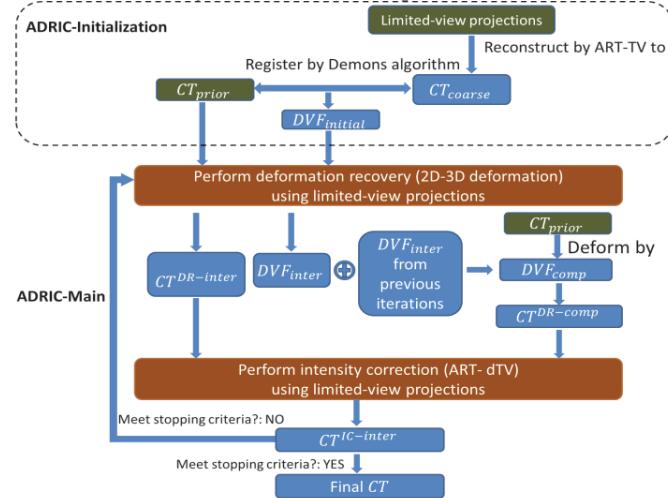 ADRIC-Initialization
Limited-view projections
Reconstruct by ART-TV to
Register by Demons algorithm
CT_prior
CT_coarse
DVF_initial
Perform deformation recovery (2D-3D deformation)
using limited-view projections
CT_prior
Deform by
CT^DR-inter
DVF_inter
⊕
DVF_inter
from
previous
iterations
DVF_comp
CT^DR-comp
ADRIC-Main
Perform intensity correction (ART- dTV)
using limited-view projections
Meet stopping criteria?: NO
CT^IC-inter
Meet stopping criteria?: YES
Final CT